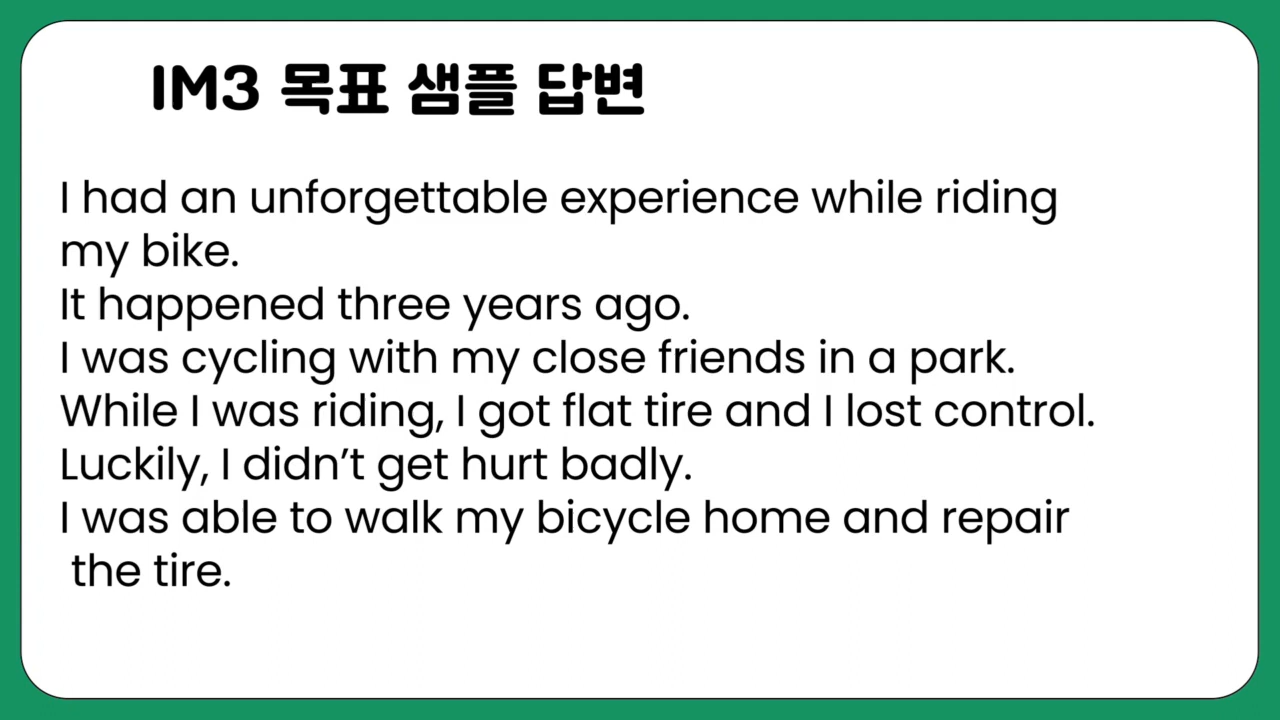 IM3 목표 샘플 답변
I had an unforgettable experience while riding
my bike.
It happened three years ago.
I was cycling with my close friends in a park.
While I was riding, I got flat tire and I lost control.
Luckily, I didn’t get hurt badly.
I was able to walk my bicycle home and repair
the tire.